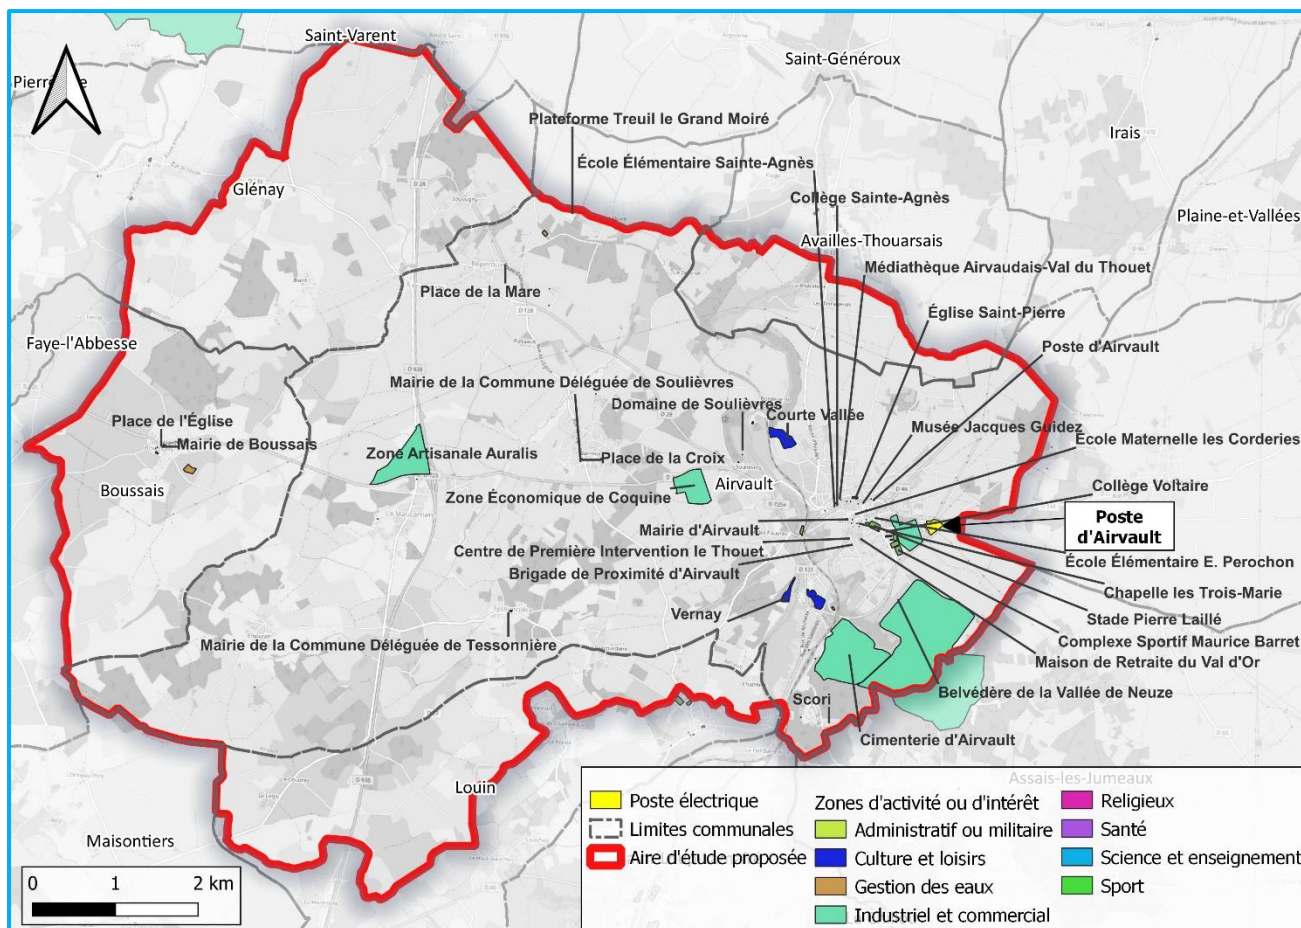 Saint-Varent
Saint-Généroux
Irais
Plateforme Treuil le Grand Moiré
École Élémentaire Sainte-Agnès
Glénay
Collège Sainte-Agnès
Plaine-et-Vallées
Availles-Thouarsais
Médiathèque Airvaudais-Val du Thouet
Place de la Mare
Église Saint-Pierre
Faye-l'Abbesse
Poste d'Airvault
Mairie de la Commune Déléguée de Soulièvres
Domaine de Soulièvres
Courte Vallée
Place de l'Église
Musée Jacques Guidez
Mairie de Boussais
École Maternelle les Corderies
Zone Artisanale Auralis
Place de la Croix
Boussais
Airvault
Collège Voltaire
Zone Économique de Coquine
Poste
d'Airvault
Mairie d'Airvault
Centre de Première Intervention le Thouet
École Élémentaire E. Perochon
Brigade de Proximité d'Airvault
Chapelle les Trois-Marie
Vernay
Stade Pierre Laillé
Mairie de la Commune Déléguée de Tessonnière
Complexe Sportif Maurice Barret
Maison de Retraite du Val d'Or
Scori
Belvédère de la Vallée de Neuze
Cimenterie d'Airvault
Assais-les-Jumeaux
Louin
Maisontiers
0 1 2 km
Poste électrique
Limites communales
Aire d'étude proposée
Zones d'activité ou d'intérêt
Administratif ou militaire
Culture et loisirs
Gestion des eaux
Industriel et commercial
Religieux
Santé
Science et enseignement
Sport